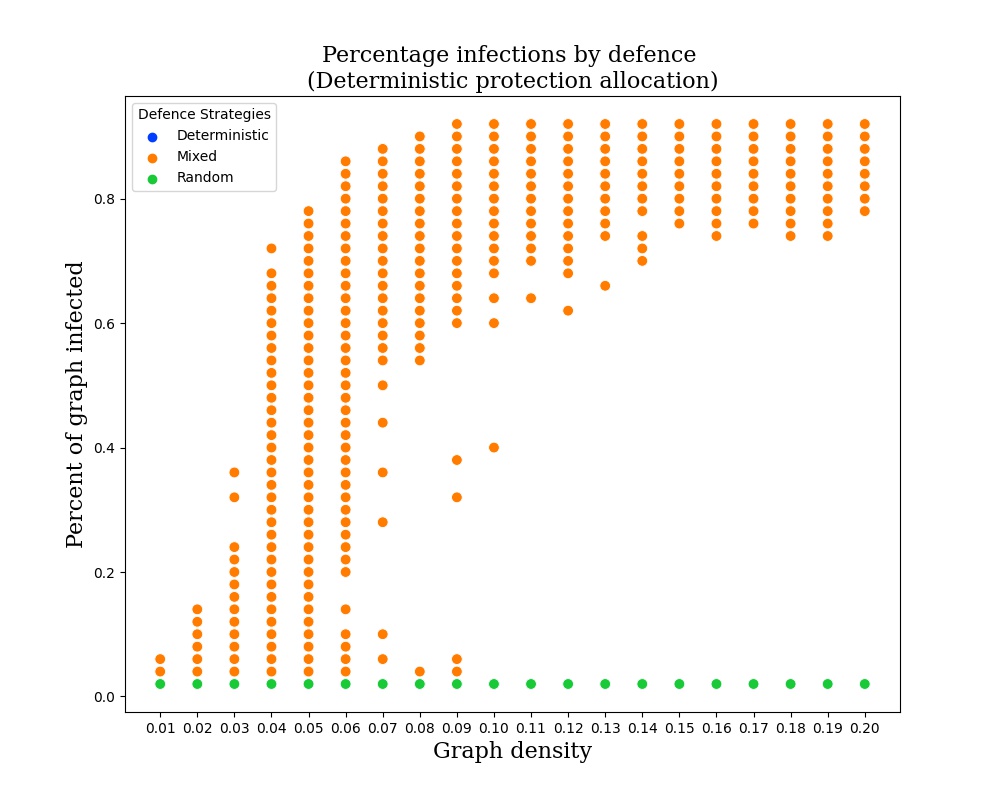 Percentage infections by defence
(Deterministic protection allocation)
Defence Strategies
Deterministic
Mixed
Random
Percent of graph infected
0.8
0.6
0.4
0.2
0.0
0.01 0.02 0.03 0.04 0.05 0.06 0.07 0.08 0.09 0.10 0.11 0.12 0.13 0.14 0.15 0.16 0.17 0.18 0.19 0.20
Graph density